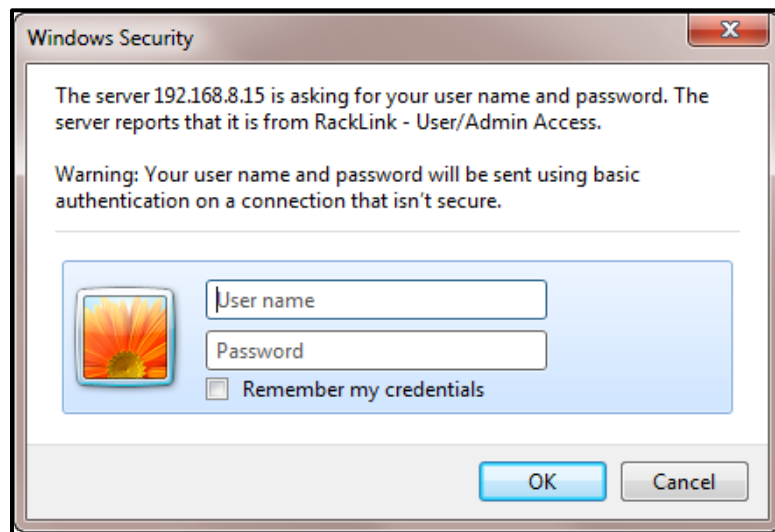 Windows Security
The server 192.168.8.15 is asking for your user name and password. The
server reports that it is from RackLink - User/Admin Access.
Warning: Your user name and password will be sent using basic
authentication on a connection that isn't secure.
User name
Password
Remember my credentials
OK Cancel